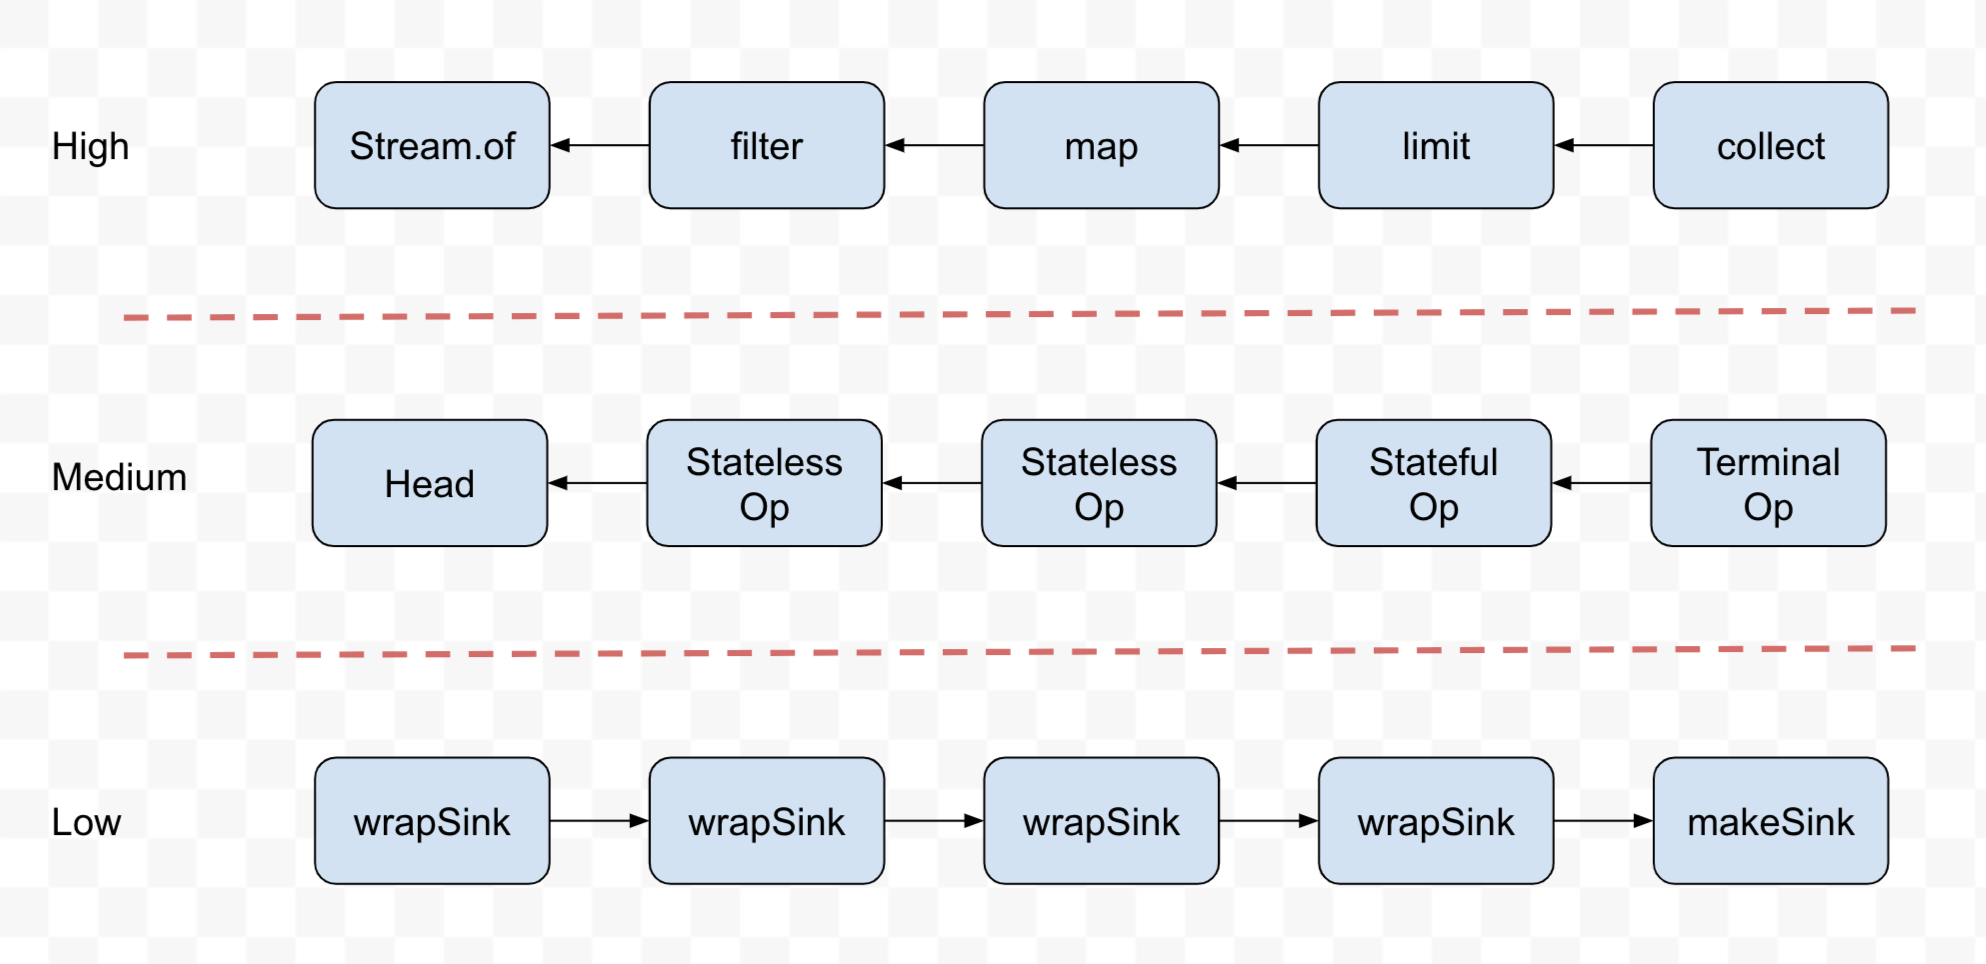 High
Stream.of
filter
map
limit
collect
Medium
Head
Stateless
Op
Stateless
Op
Stateful
Op
Terminal
Op
Low
wrapSink
wrapSink
wrapSink
wrapSink
makeSink